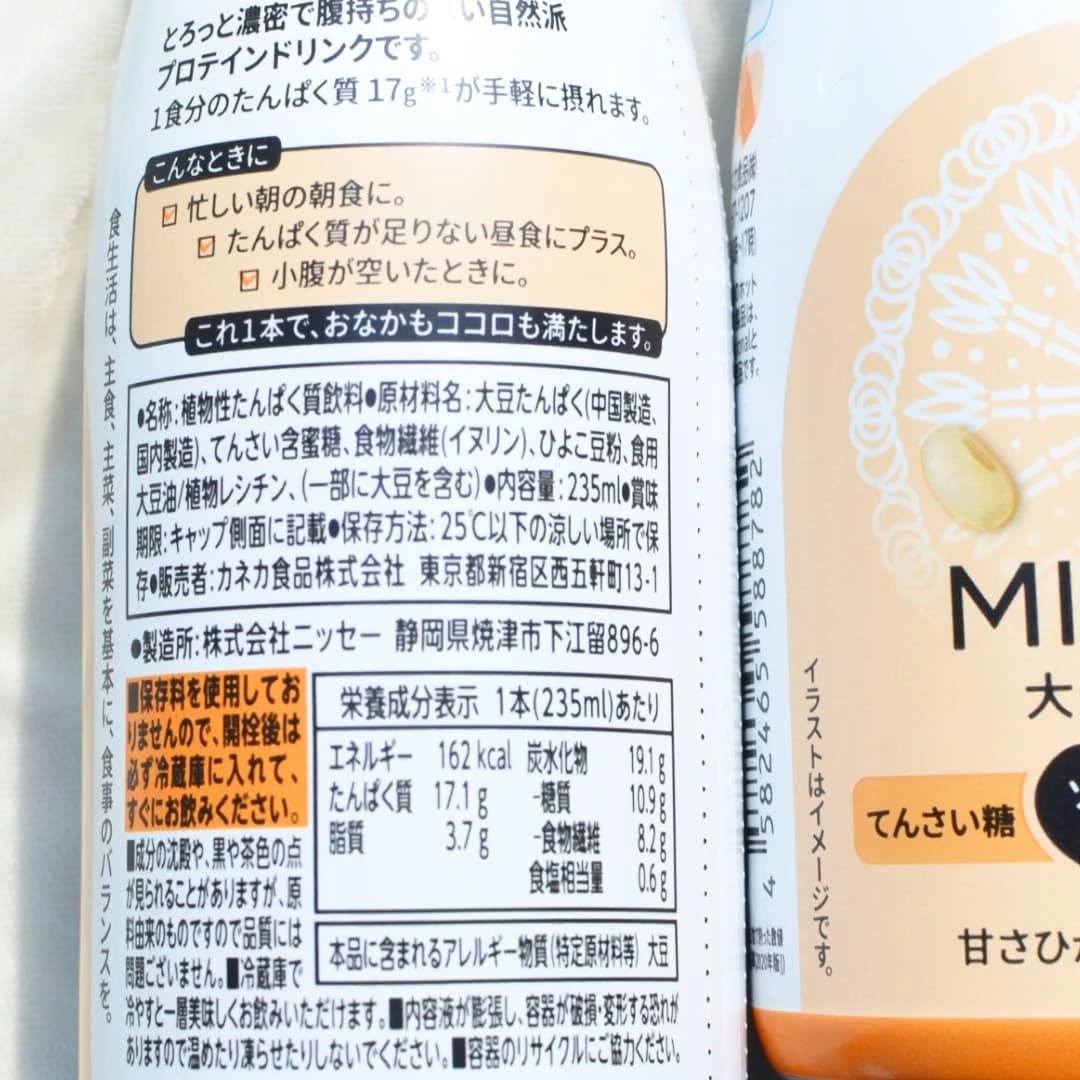 とろっと濃密で腹持ちの い自然派
プロテインドリンクです。
1食分のたんぱく質 17g※1が手軽に摂れます。
こんなときに
忙しい朝の朝食に。
たんぱく質が足りない昼食にプラス。
小腹が空いたときに。
これ1本で、おなかもココロも満たします。
食生活は、主食、主菜、副菜を基本に、食事のバランスを。
●名称：植物性たんぱく質飲料●原材料名：大豆たんぱく(中国製造、
国内製造)、てんさい含蜜糖、食物繊維(イヌリン)、ひよこ豆粉、食用
大豆油/植物レシチン、(一部に大豆を含む)●内容量：235ml●賞味
期限：キャップ側面に記載●保存方法：25℃以下の涼しい場所で保
存●販売者：カネカ食品株式会社 東京都新宿区西五軒町13-1
●製造所：株式会社ニッセー 静岡県焼津市下江留896-6
■保存料を使用してお
りませんので、開栓後は
必ず冷蔵庫に入れて、
すぐにお飲みください。
栄養成分表示 1本(235ml)あたり
エネルギー 162 kcal
たんぱく質 17.1 g
脂質 3.7 g
炭水化物 19.1 g
-糖質 10.9 g
-食物繊維 8.2 g
食塩相当量 0.6 g
本品に含まれるアレルギー物質(特定原材料等) 大豆
■成分の沈殿や、黒や茶色の点
が見られることがありますが、原
料由来のものですので品質には
問題ございません。■冷蔵庫で
冷やすと一層美味しくお飲みいただけます。■内容液が膨張し、容器が破損・変形する恐れが
ありますので温めたり凍らせたりしないでください。■容器のリサイクルにご協力ください。
4 582465 588782
MI
大
てんさい糖
甘さひか
イラストはイメージです。